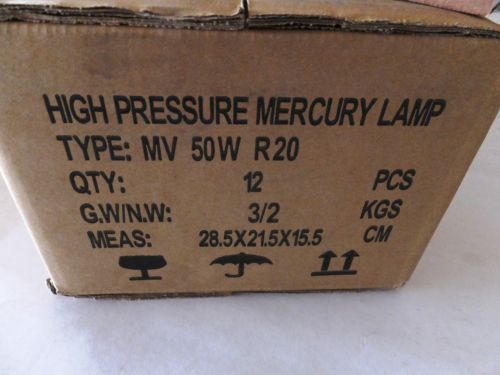 HIGH PRESSURE MERCURY LAMP
TYPE: MV 50W R20
QTY: 12 PCS
G.W/N.W: 3/2 KGS
MEAS: 28.5X21.5X15.5 CM